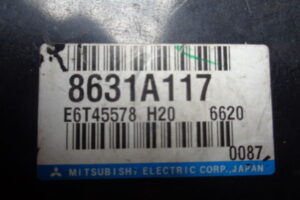 8631A117
E6T45578 H20 6620
0087
MITSUBISHI ELECTRIC CORP., JAPAN